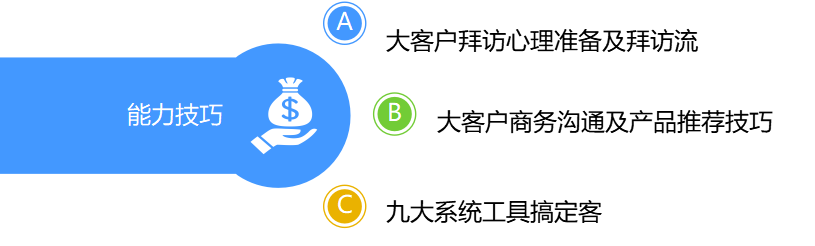 A
大客户拜访心理准备及拜访流
能力技巧
$
B
大客户商务沟通及产品推荐技巧
C
九大系统工具搞定客